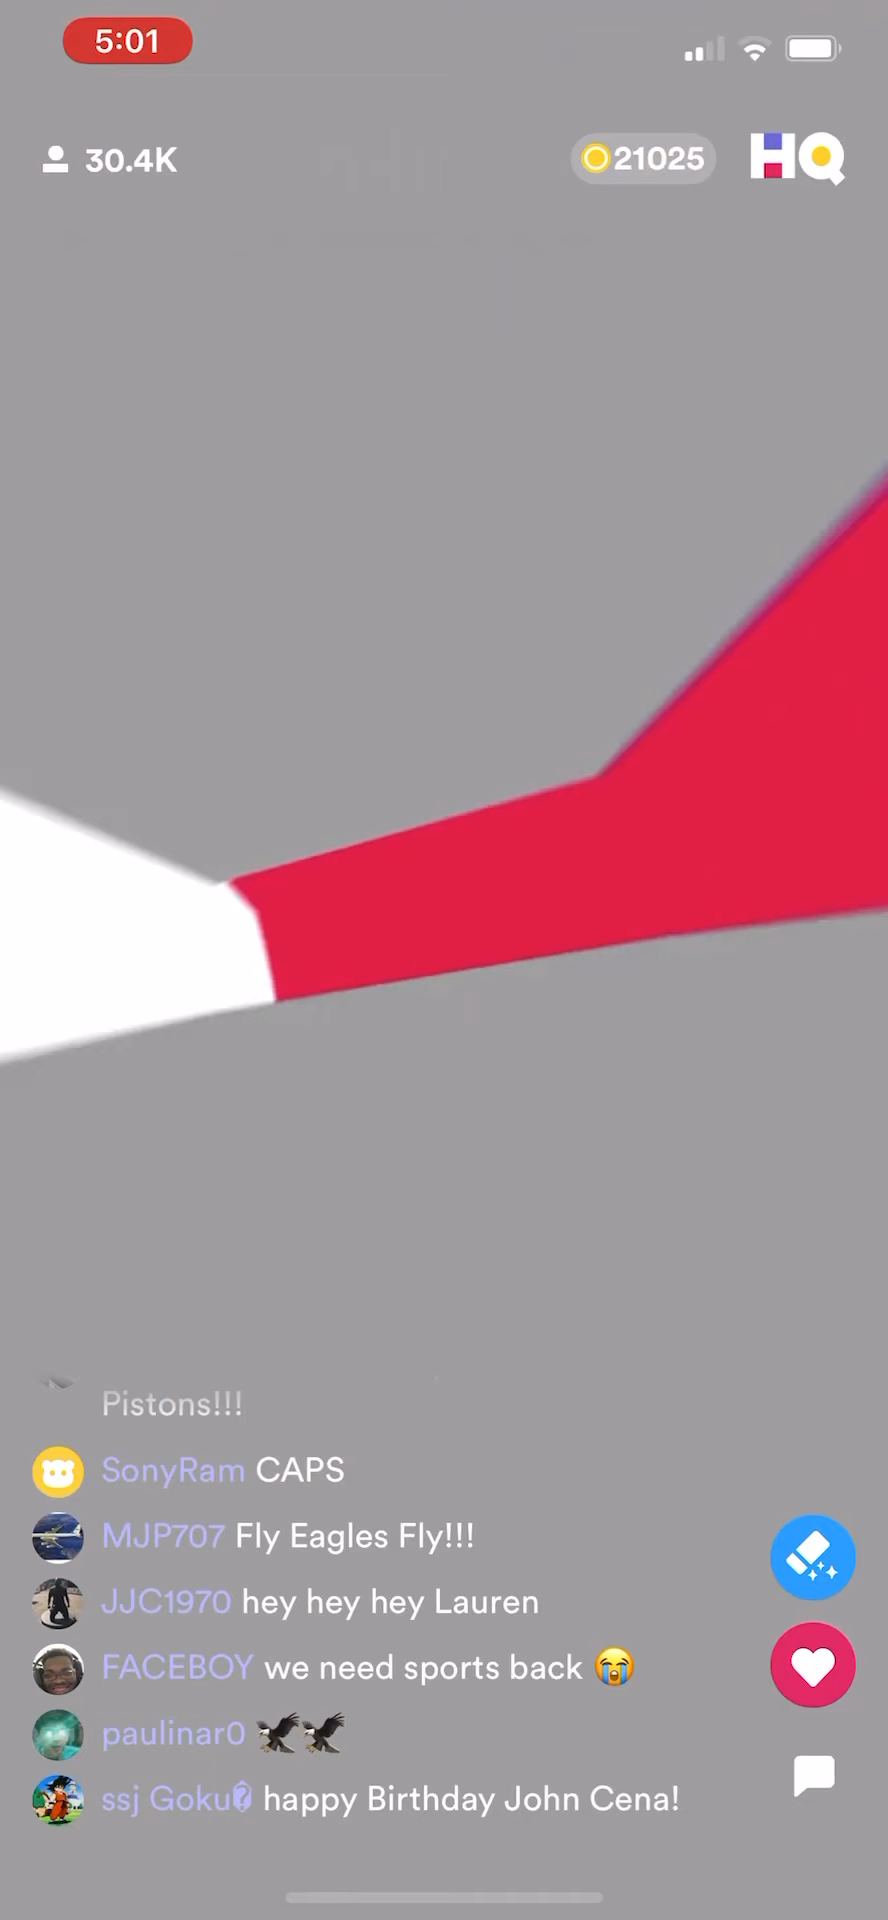 5:01
30.4K
21025
HQ
Pistons!!!
SonyRam CAPS
MJP707 Fly Eagles Fly!!!
JJC1970 hey hey hey Lauren
FACEBOY we need sports back 😭
paulinar0 🦅🦅
ssj Goku� happy Birthday John Cena!